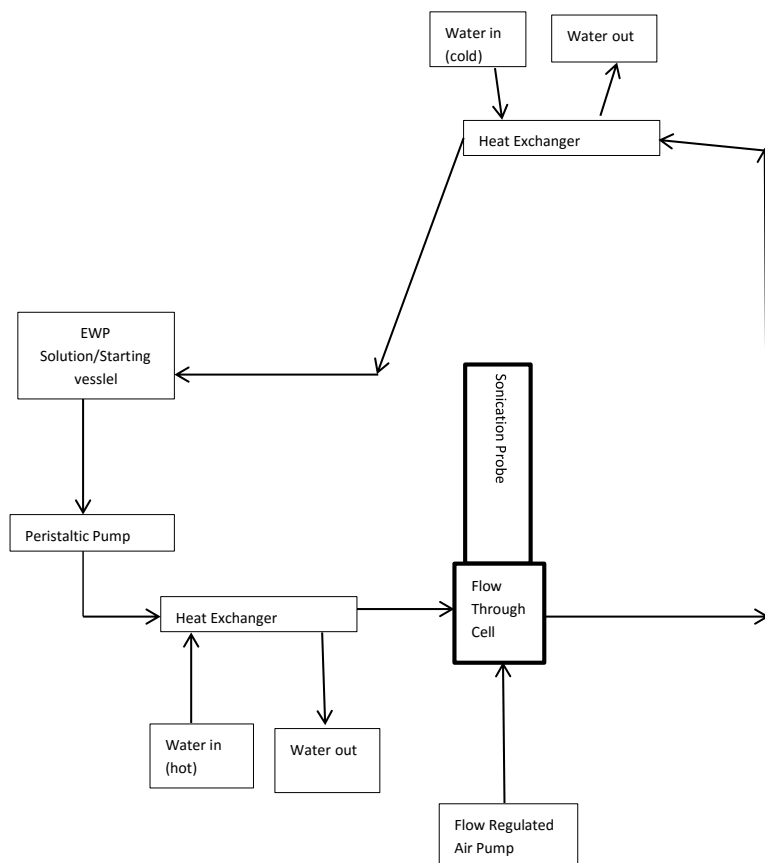 Water in
(cold)
Water out
Heat Exchanger
EWP
Solution/Starting
vesslel
Sonication Probe
Peristaltic Pump
Flow
Through
Cell
Heat Exchanger
Water in
(hot)
Water out
Flow Regulated
Air Pump